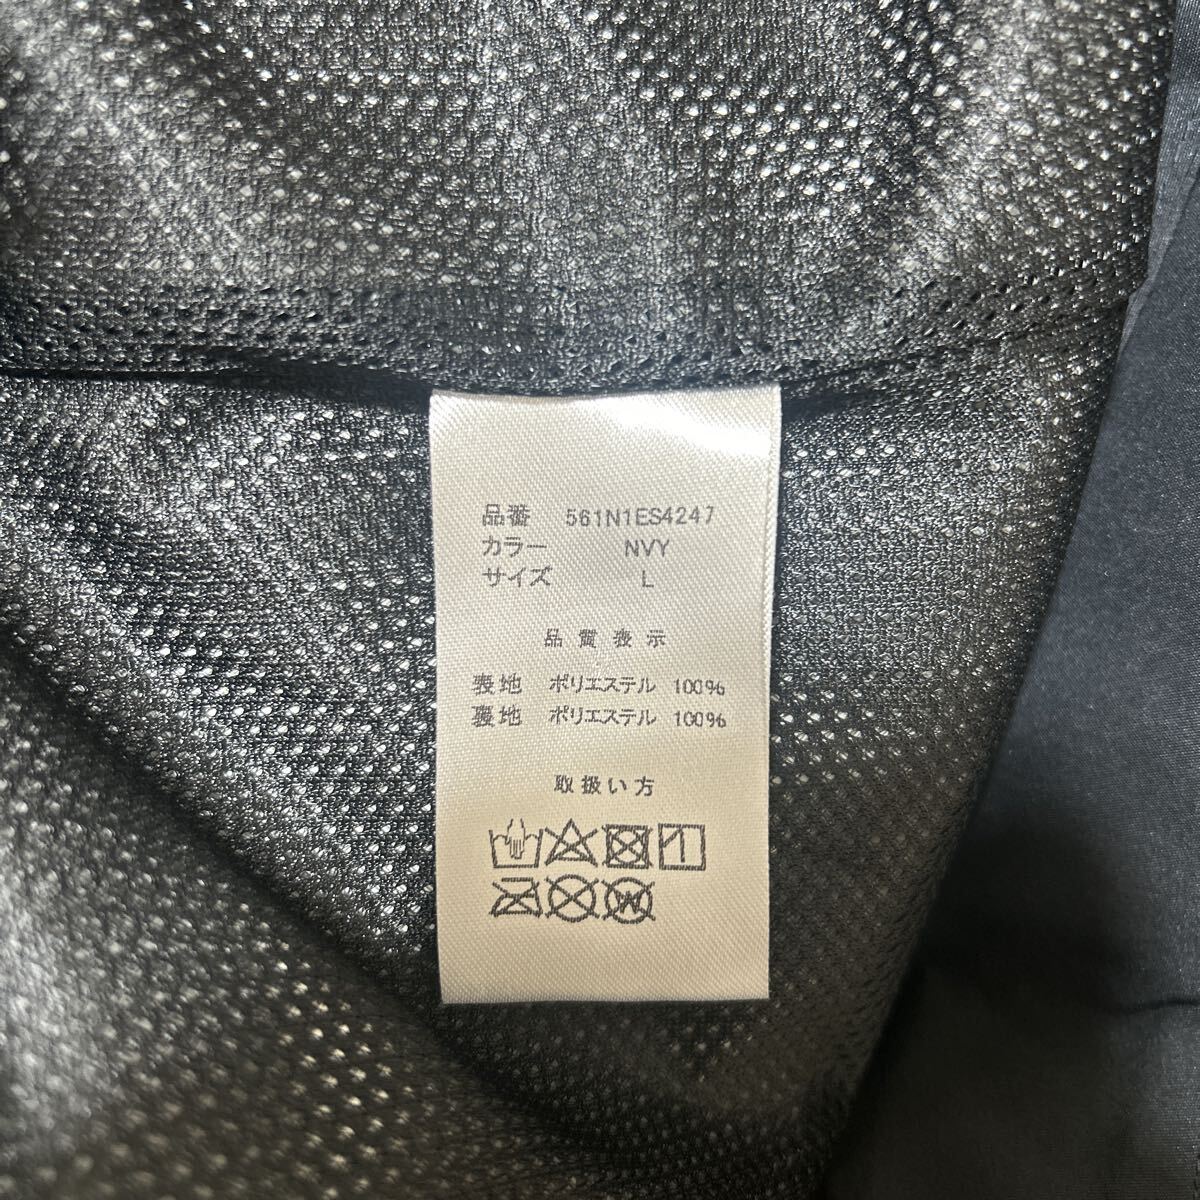 品番 561N1ES4247
カラー NVY
サイズ L
品質表示
表地 ポリエステル 100%
裏地 ポリエステル 100%
取扱い方
W